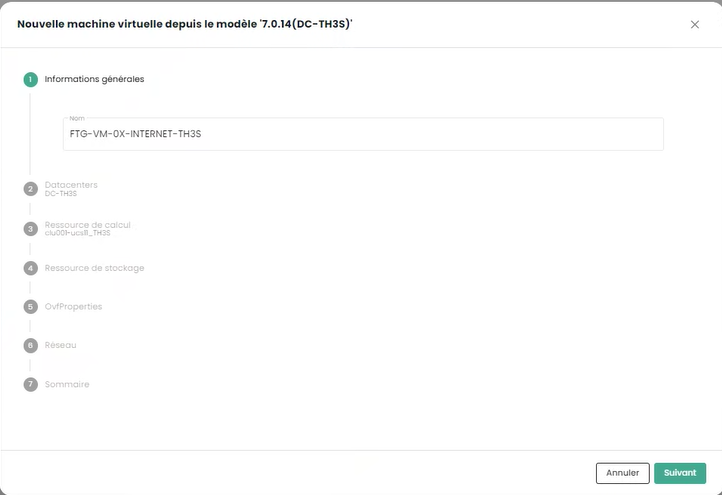 Nouvelle machine virtuelle depuis le modèle '7.0.14(DC-TH3S)'
1 Informations générales
Nom
FTG-VM-0X-INTERNET-TH3S
2 Datacenters
DC-TH3S
3 Ressource de calcul
clu001-ucs11_TH3S
4 Ressource de stockage
5 OvfProperties
6 Réseau
7 Sommaire
Annuler Suivant